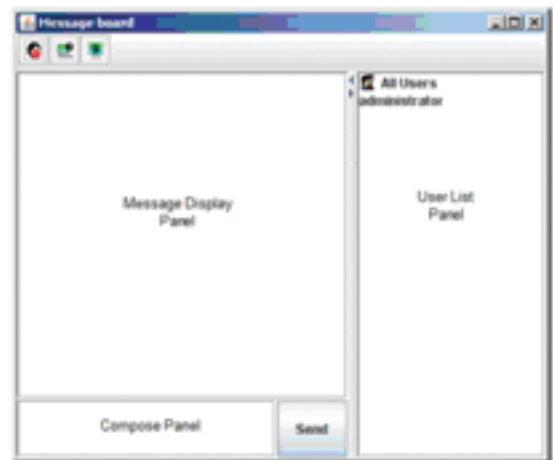 Message board
All Users
administrator
Message Display
Panel
User List
Panel
Compose Panel
Send